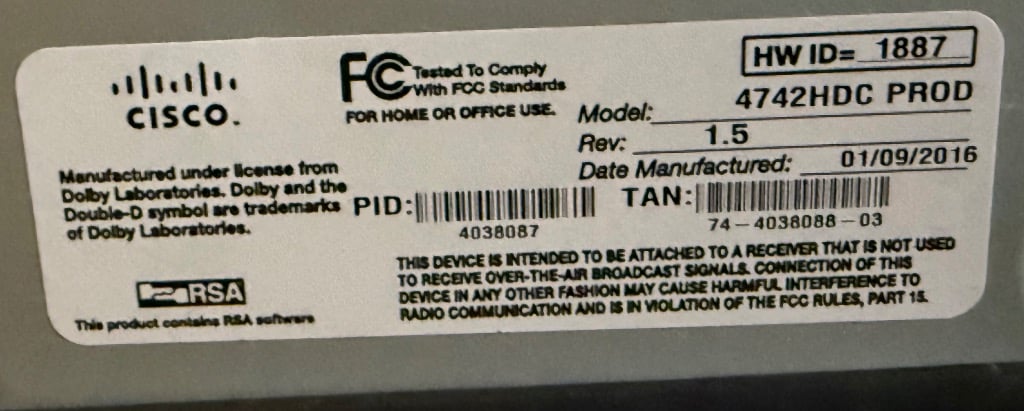 CISCO.
FC Tested To Comply
With FCC Standards
FOR HOME OR OFFICE USE.
HW ID= 1887
Model: 4742HDC PROD
Rev: 1.5
Date Manufactured: 01/09/2016
Manufactured under license from
Dolby Laboratories. Dolby and the
Double-D symbol are trademarks
of Dolby Laboratories.
PID:
4038087
TAN:
74-4038088-03
RSA
This product contains RSA software
THIS DEVICE IS INTENDED TO BE ATTACHED TO A RECEIVER THAT IS NOT USED
TO RECEIVE OVER-THE-AIR BROADCAST SIGNALS. CONNECTION OF THIS
DEVICE IN ANY OTHER FASHION MAY CAUSE HARMFUL INTERFERENCE TO
RADIO COMMUNICATION AND IS IN VIOLATION OF THE FCC RULES, PART 15.